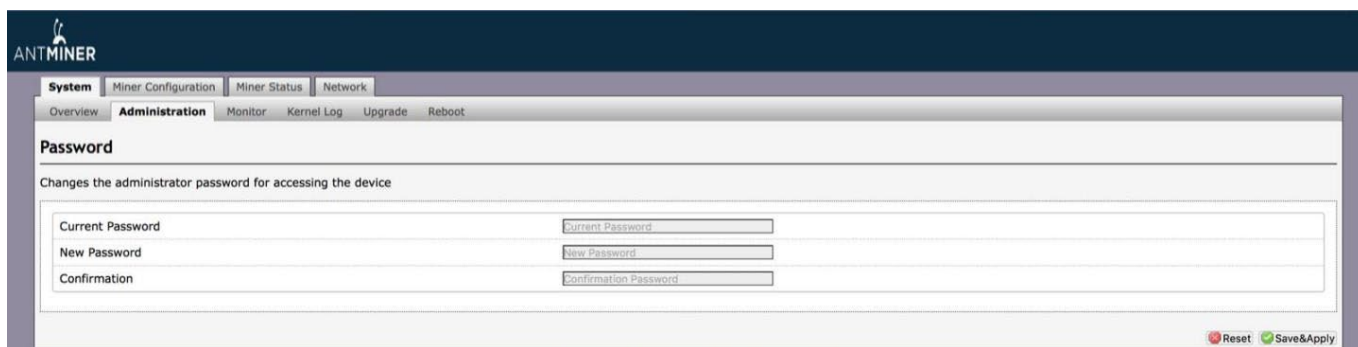 ANTMINER
System Miner Configuration Miner Status Network
Overview Administration Monitor Kernel Log Upgrade Reboot
Password
Changes the administrator password for accessing the device
Current Password Current Password
New Password New Password
Confirmation Confirmation Password
Reset Save&Apply